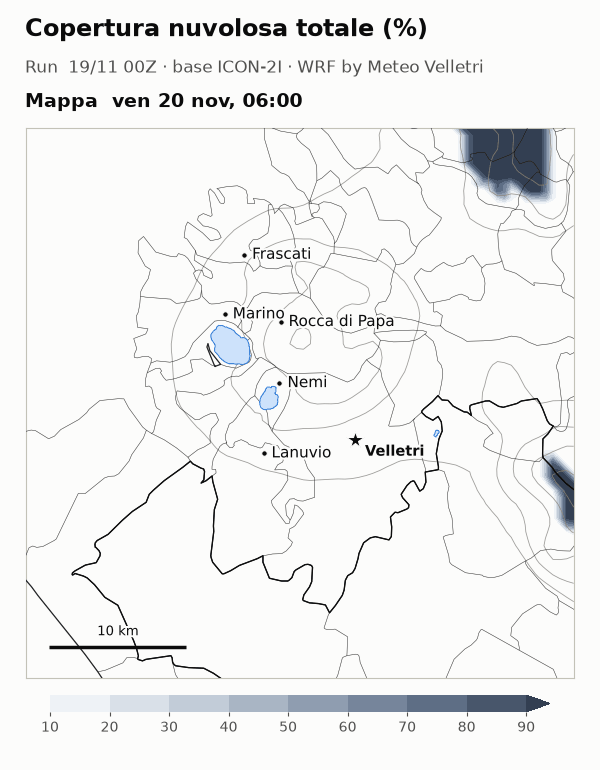 Copertura nuvolosa totale (%)
Run  19/11 00Z · base ICON-2I · WRF by Meteo Velletri
Mappa  ven 20 nov, 06:00
Frascati
Marino
Rocca di Papa
Nemi
Velletri
Lanuvio
10 km
10 20 30 40 50 60 70 80 90